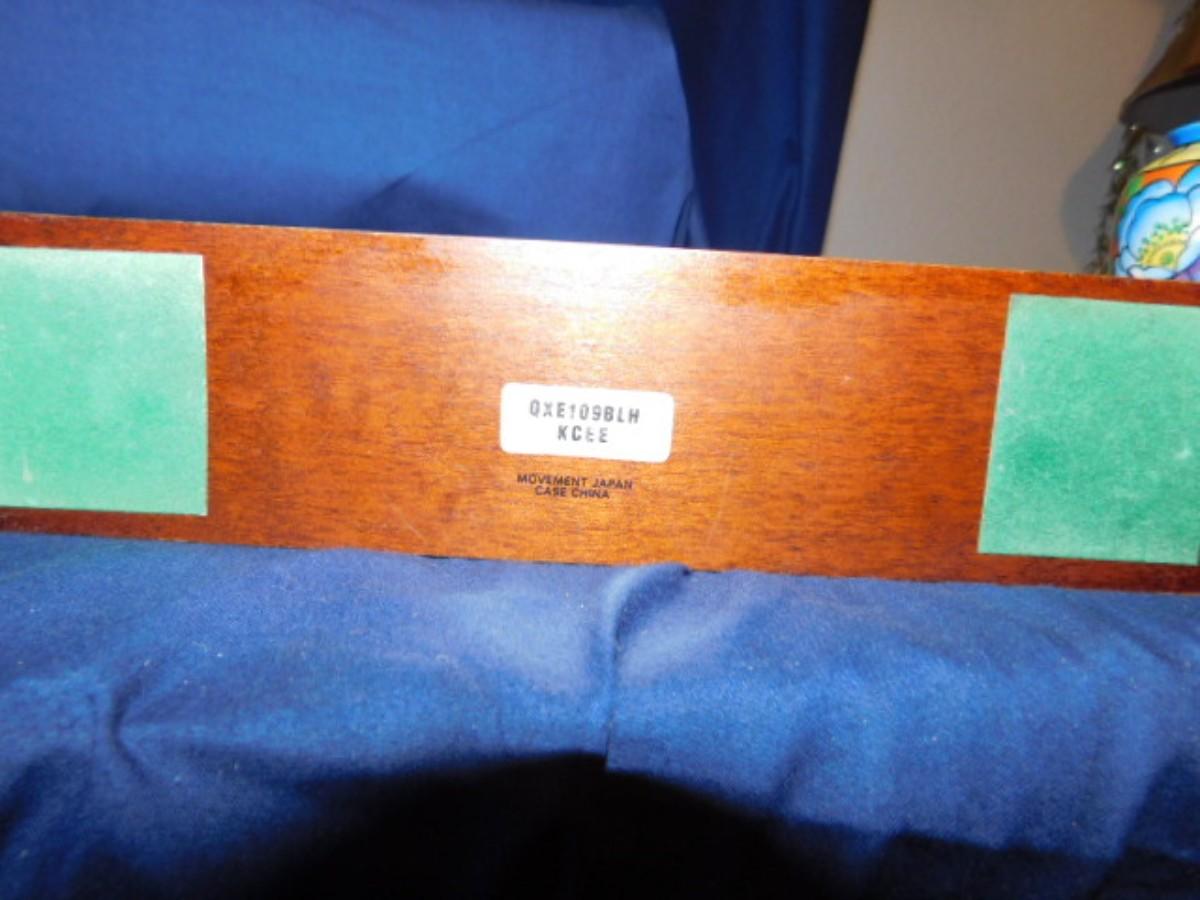 QXE109BLH
KCEE
MOVEMENT JAPAN
CASE CHINA